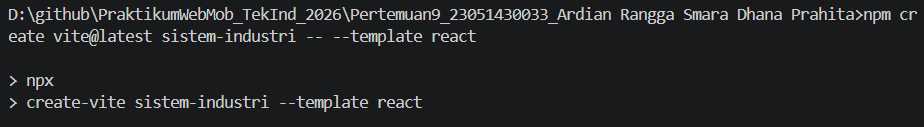 D:\github\PraktikumWebMob_TekInd_2026\Pertemuan9_23051430033_Ardian Rangga Smara Dhana Prahita>npm cr
eate vite@latest sistem-industri -- --template react
> npx
> create-vite sistem-industri --template react